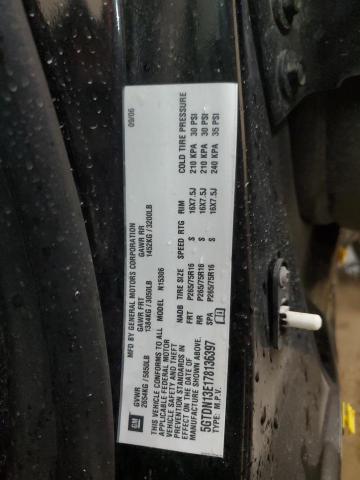 MFD BY GENERAL MOTORS CORPORATION 09/06
GM GVWR GAWR FRT GAWR RR
2654KG / 5850LB 1384KG / 3050LB 1452KG / 3200LB
THIS VEHICLE CONFORMS TO ALL
APPLICABLE FEDERAL MOTOR
VEHICLE SAFETY AND THEFT
PREVENTION STANDARDS
IN EFFECT ON THE DATE OF
MANUFACTURE SHOWN ABOVE.
5GTDN13E178136397
TYPE: M.P.V.
MODEL N15306
NADB TIRE SIZE SPEED RTG RIM COLD TIRE PRESSURE
FRT P265/75R16 S 16X7.5J 210 KPA 30 PSI
RR P265/75R16 S 16X7.5J 210 KPA 30 PSI
SPA P265/75R16 S 16X7.5J 240 KPA 35 PSI